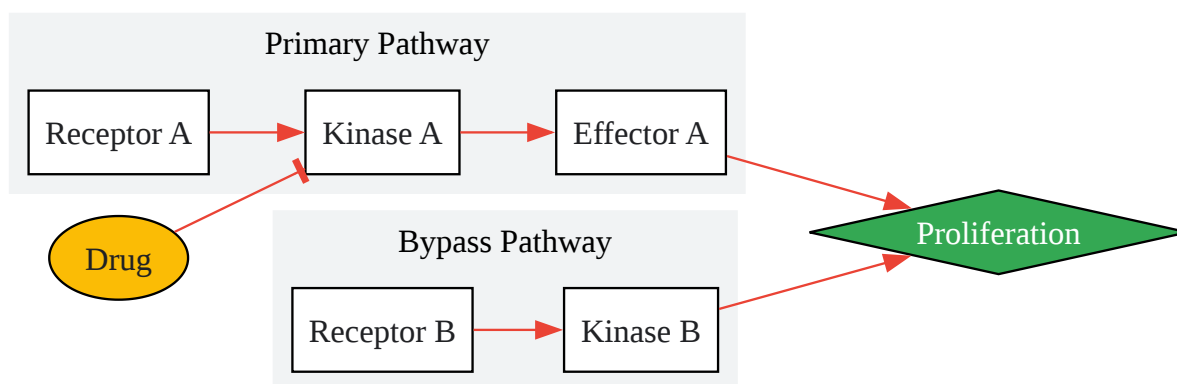 Primary Pathway
Receptor A
Kinase A
Effector A
Drug
Bypass Pathway
Receptor B
Kinase B
Proliferation